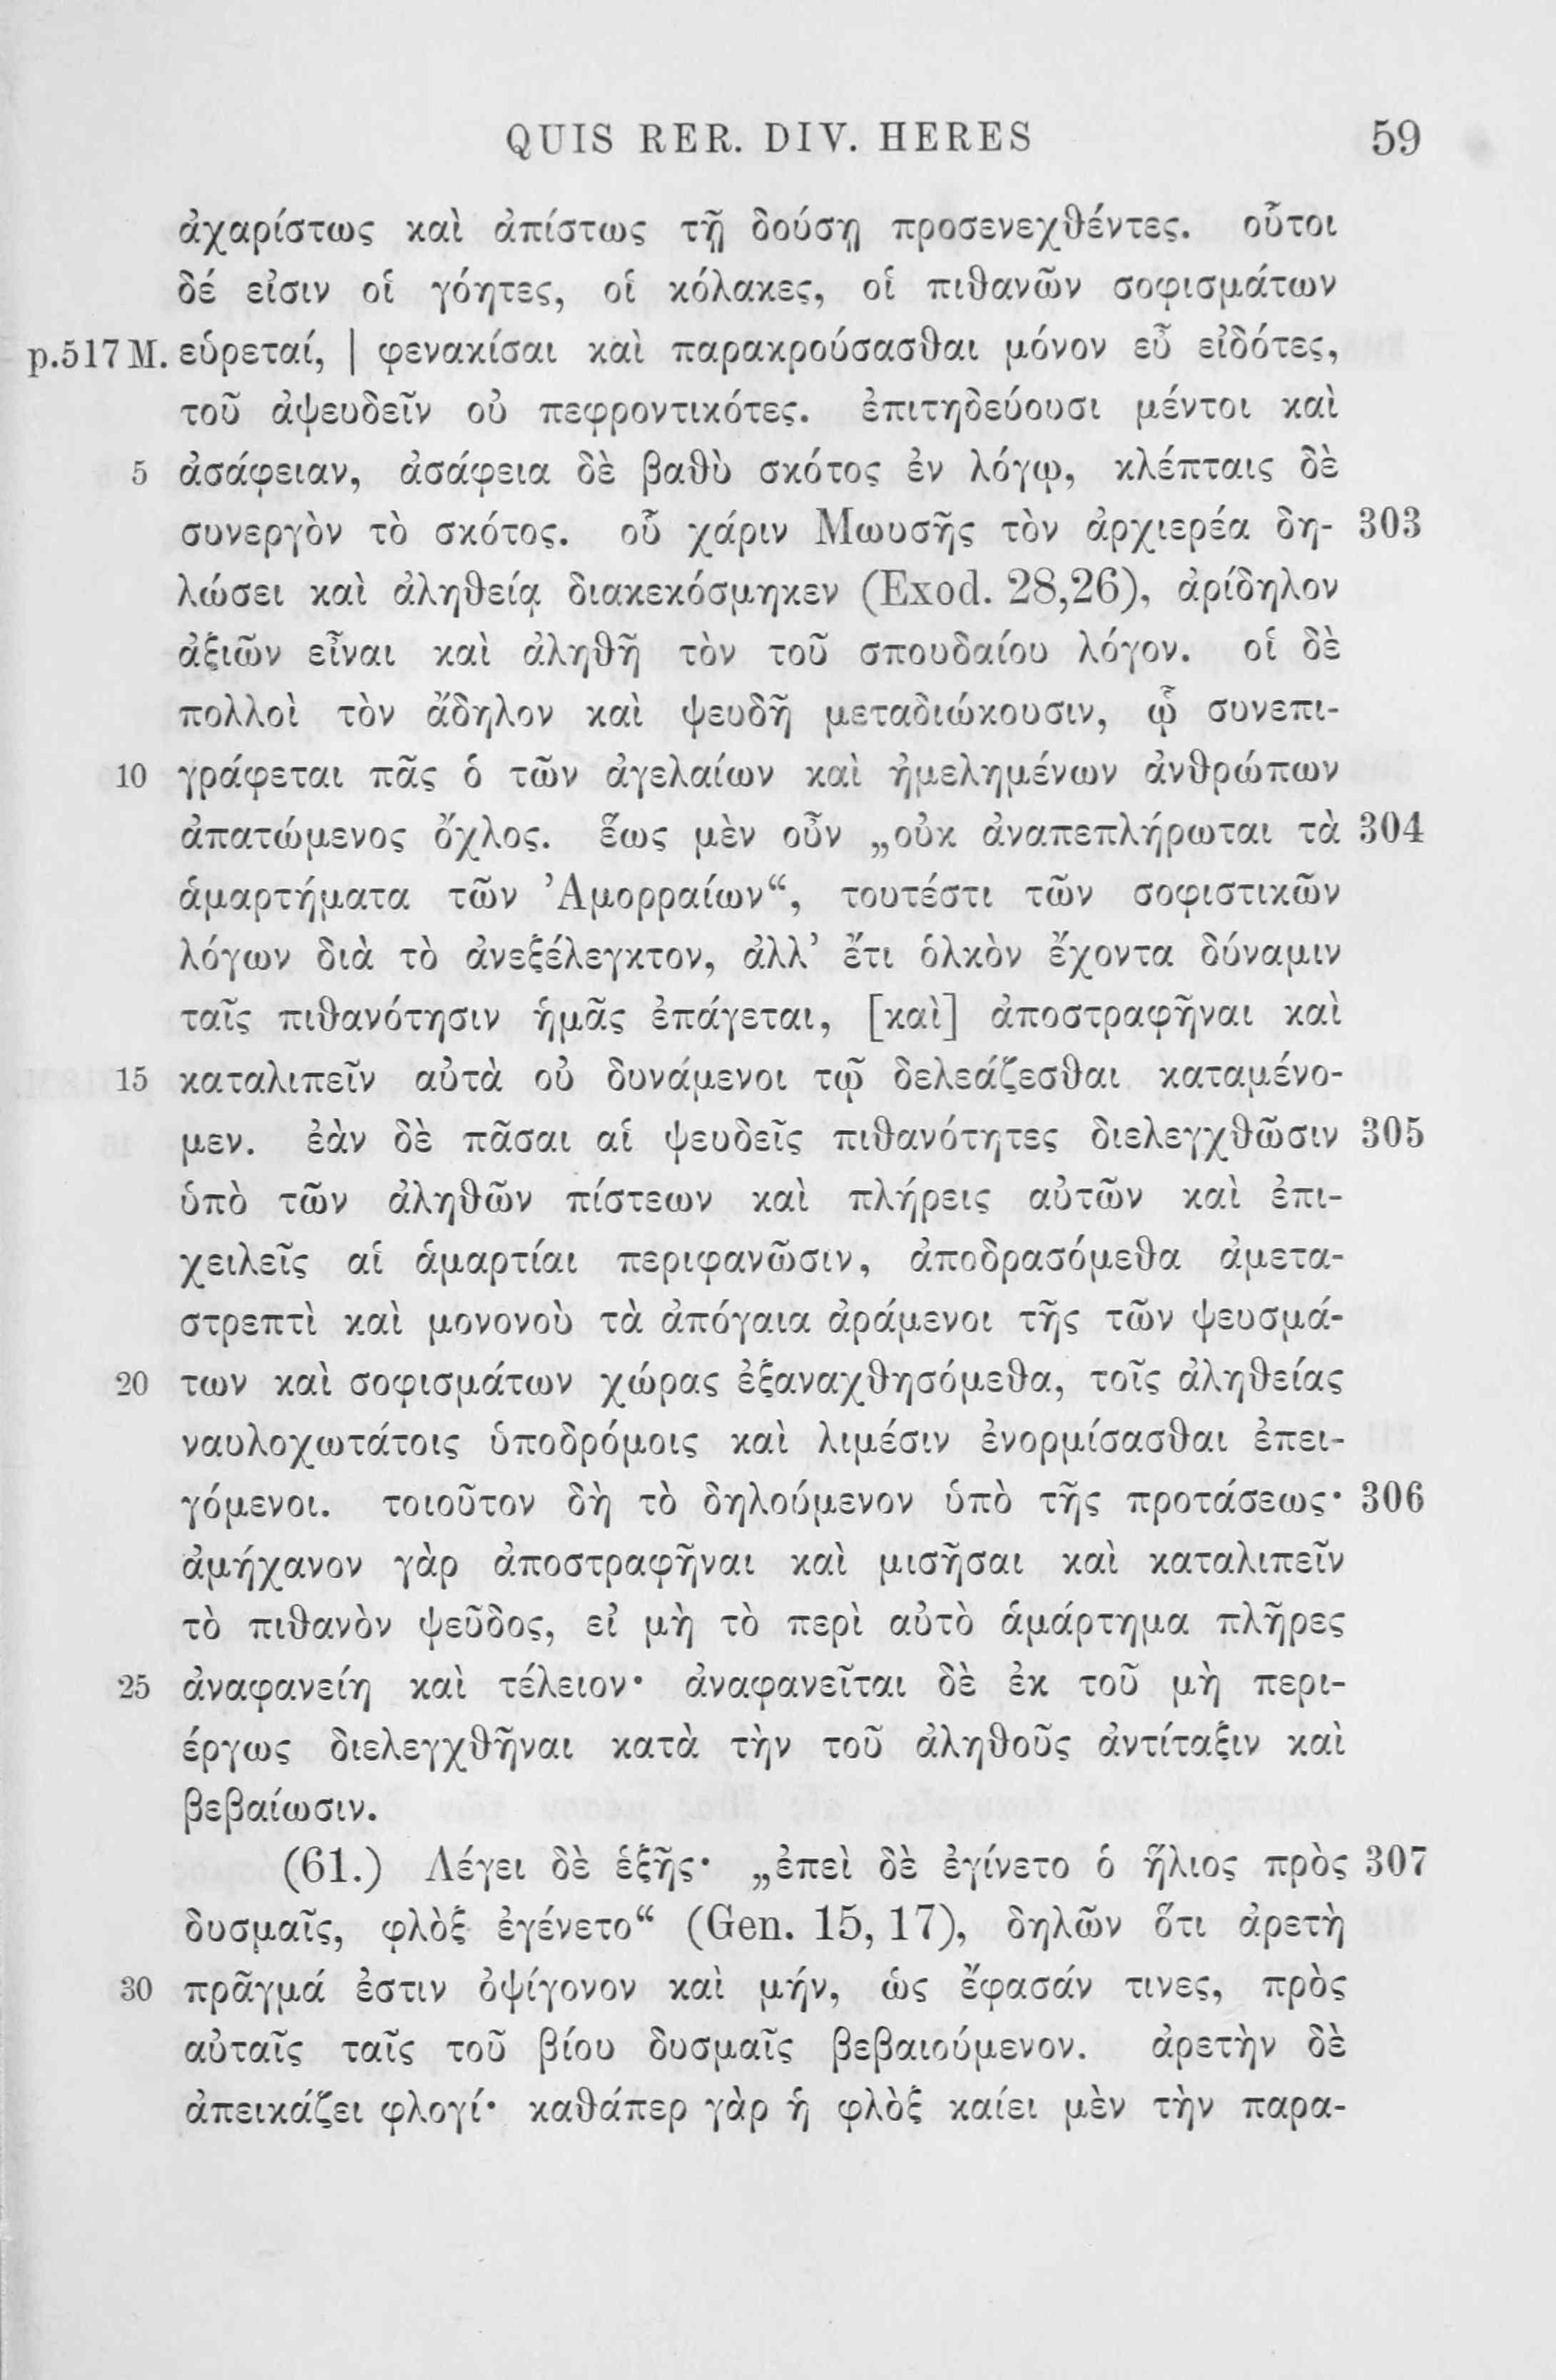 QUIS RER. DIV. HERES 59
ἀχαρίστως καὶ ἀπίστως τῇ δούσῃ προσενεχθέντες. οὗτοι
δέ εἰσιν οἱ γόητες, οἱ κόλακες, οἱ πιθανῶν σοφισμάτων
p.517 M. εὑρεταί, | φενακίσαι καὶ παρακρούσασθαι μόνον εὖ εἰδότες,
τοῦ ἀψευδεῖν οὐ πεφροντικότες. ἐπιτηδεύουσι μέντοι καὶ
5 ἀσάφειαν, ἀσάφεια δὲ βαθὺ σκότος ἐν λόγῳ, κλέπταις δὲ
συνεργὸν τὸ σκότος. οὗ χάριν Μωυσῆς τὸν ἀρχιερέα δη- 303
λώσει καὶ ἀληθείᾳ διακεκόσμηκεν (Exod. 28,26), ἀρίδηλον
ἀξιῶν εἶναι καὶ ἀληθῆ τὸν τοῦ σπουδαίου λόγον. οἱ δὲ
πολλοὶ τὸν ἄδηλον καὶ ψευδῆ μεταδιώκουσιν, ᾧ συνεπι-
10 γράφεται πᾶς ὁ τῶν ἀγελαίων καὶ ἠμελημένων ἀνθρώπων
ἀπατώμενος ὄχλος. ἕως μὲν οὖν „οὐκ ἀναπεπλήρωται τὰ 304
ἁμαρτήματα τῶν Ἀμορραίων“, τουτέστι τῶν σοφιστικῶν
λόγων διὰ τὸ ἀνεξέλεγκτον, ἀλλ’ ἔτι ὁλκὸν ἔχοντα δύναμιν
ταῖς πιθανότησιν ἡμᾶς ἐπάγεται, [καὶ] ἀποστραφῆναι καὶ
15 καταλιπεῖν αὐτὰ οὐ δυνάμενοι τῷ δελεάζεσθαι καταμένο-
μεν. ἐὰν δὲ πᾶσαι αἱ ψευδεῖς πιθανότητες διελεγχθῶσιν 305
ὑπὸ τῶν ἀληθῶν πίστεων καὶ πλήρεις αὐτῶν καὶ ἐπι-
χειλεῖς αἱ ἁμαρτίαι περιφανῶσιν, ἀποδρασόμεθα ἀμετα-
στρεπτὶ καὶ μονονοὺ τὰ ἀπόγαια ἀράμενοι τῆς τῶν ψευσμά-
20 των καὶ σοφισμάτων χώρας ἐξαναχθησόμεθα, τοῖς ἀληθείας
ναυλοχωτάτοις ὑποδρόμοις καὶ λιμέσιν ἐνορμίσασθαι ἐπει-
γόμενοι. τοιοῦτον δὴ τὸ δηλούμενον ὑπὸ τῆς προτάσεως· 306
ἀμήχανον γὰρ ἀποστραφῆναι καὶ μισῆσαι καὶ καταλιπεῖν
τὸ πιθανὸν ψεῦδος, εἰ μὴ τὸ περὶ αὐτὸ ἁμάρτημα πλῆρες
25 ἀναφανείη καὶ τέλειον· ἀναφανεῖται δὲ ἐκ τοῦ μὴ περι-
έργως διελεγχθῆναι κατὰ τὴν τοῦ ἀληθοῦς ἀντίταξιν καὶ
βεβαίωσιν.
(61.) Λέγει δὲ ἑξῆς· „ἐπεὶ δὲ ἐγίνετο ὁ ἥλιος πρὸς 307
δυσμαῖς, φλὸξ ἐγένετο“ (Gen. 15, 17), δηλῶν ὅτι ἀρετὴ
30 πρᾶγμά ἐστιν ὀψίγονον καὶ μήν, ὡς ἔφασάν τινες, πρὸς
αὐταῖς ταῖς τοῦ βίου δυσμαῖς βεβαιούμενον. ἀρετὴν δὲ
ἀπεικάζει φλογί· καθάπερ γὰρ ἡ φλὸξ καίει μὲν τὴν παρα-